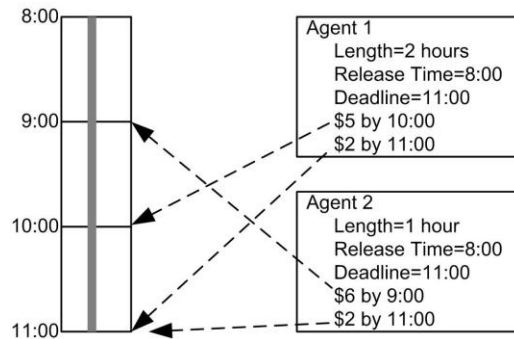 8:00
9:00
10:00
11:00
Agent 1
Length=2 hours
Release Time=8:00
Deadline=11:00
$5 by 10:00
$2 by 11:00
Agent 2
Length=1 hour
Release Time=8:00
Deadline=11:00
$6 by 9:00
$2 by 11:00